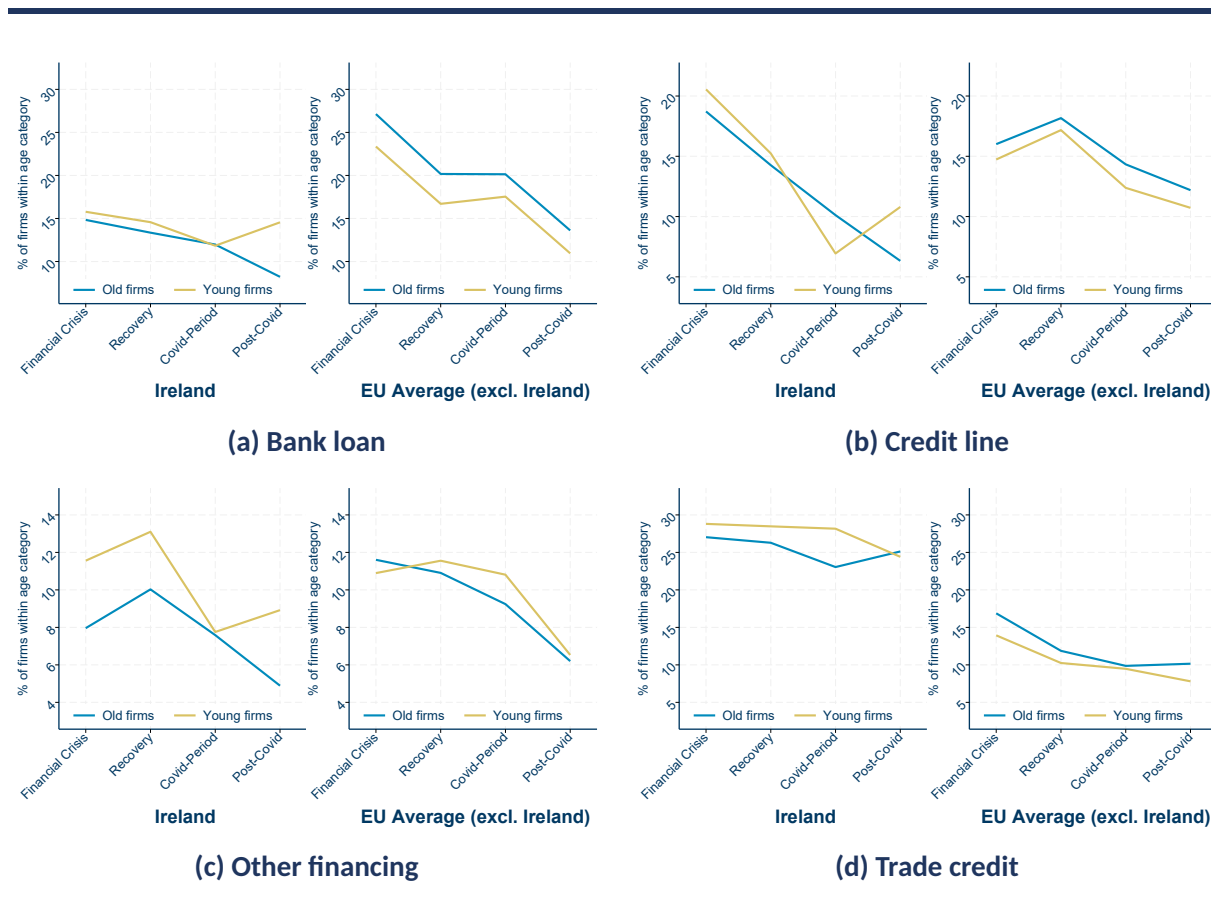 % of firms within age category
30
25
20
15
10
Old firms
Young firms
Financial Crisis
Recovery
Covid-Period
Post-Covid
Ireland
% of firms within age category
30
25
20
15
10
Old firms
Young firms
Financial Crisis
Recovery
Covid-Period
Post-Covid
EU Average (excl. Ireland)
(a) Bank loan
% of firms within age category
20
15
10
5
Old firms
Young firms
Financial Crisis
Recovery
Covid-Period
Post-Covid
Ireland
% of firms within age category
20
15
10
5
Old firms
Young firms
Financial Crisis
Recovery
Covid-Period
Post-Covid
EU Average (excl. Ireland)
(b) Credit line
% of firms within age category
14
12
10
8
6
4
Old firms
Young firms
Financial Crisis
Recovery
Covid-Period
Post-Covid
Ireland
% of firms within age category
14
12
10
8
6
4
Old firms
Young firms
Financial Crisis
Recovery
Covid-Period
Post-Covid
EU Average (excl. Ireland)
(c) Other financing
% of firms within age category
30
25
20
15
10
5
Old firms
Young firms
Financial Crisis
Recovery
Covid-Period
Post-Covid
Ireland
% of firms within age category
30
25
20
15
10
5
Old firms
Young firms
Financial Crisis
Recovery
Covid-Period
Post-Covid
EU Average (excl. Ireland)
(d) Trade credit